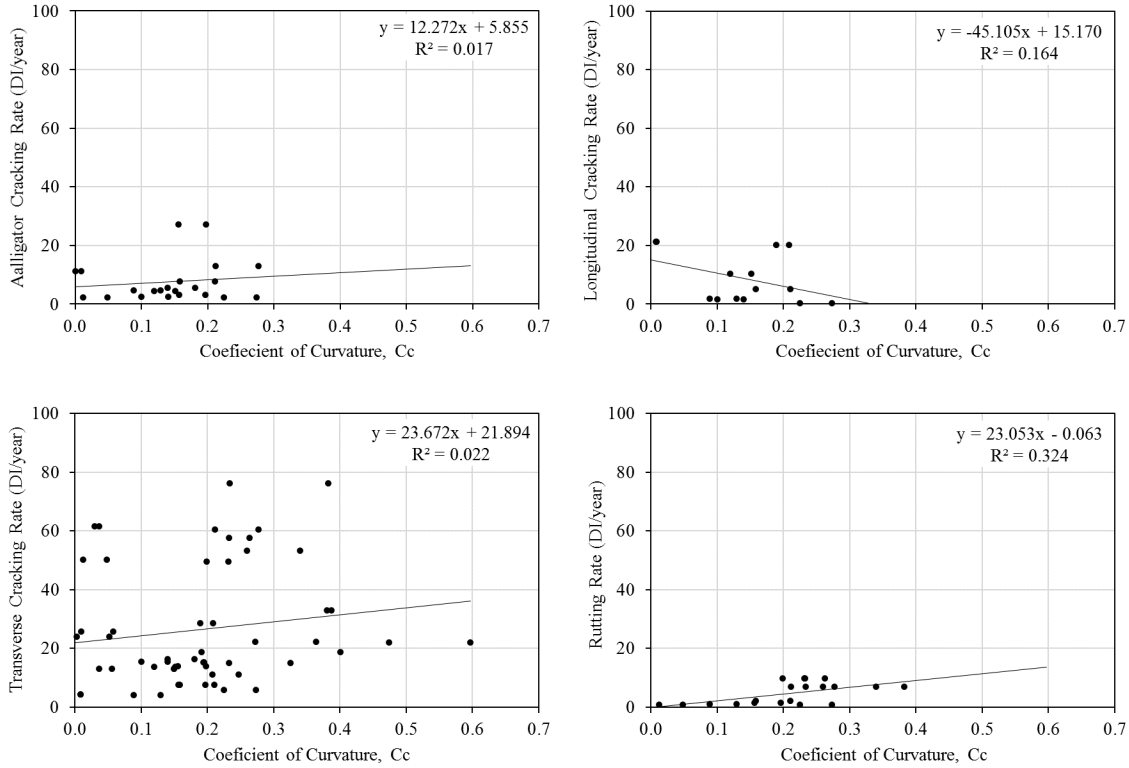 y = 12.272x + 5.855
R² = 0.017
Aalligator Cracking Rate (DI/year)
100
80
60
40
20
0
0.0 0.1 0.2 0.3 0.4 0.5 0.6 0.7
Coefiecient of Curvature, Cc
y = -45.105x + 15.170
R² = 0.164
Longitudinal Cracking Rate (DI/year)
100
80
60
40
20
0
0.0 0.1 0.2 0.3 0.4 0.5 0.6 0.7
Coefiecient of Curvature, Cc
y = 23.672x + 21.894
R² = 0.022
Transverse Cracking Rate (DI/year)
100
80
60
40
20
0
0.0 0.1 0.2 0.3 0.4 0.5 0.6 0.7
Coeficient of Curvature, Cc
y = 23.053x - 0.063
R² = 0.324
Rutting Rate (DI/year)
100
80
60
40
20
0
0.0 0.1 0.2 0.3 0.4 0.5 0.6 0.7
Coeficient of Curvature, Cc